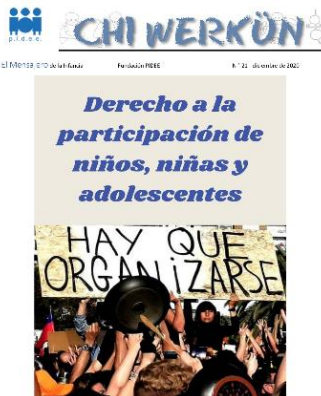 p.i.d.e.e.
CHI WERKÜN
El Mensajero de la Infancia Fundación PIDEE diciembre de 2020
Derecho a la
participación de
niños, niñas y
adolescentes
HAY QUE
ORGANIZARSE